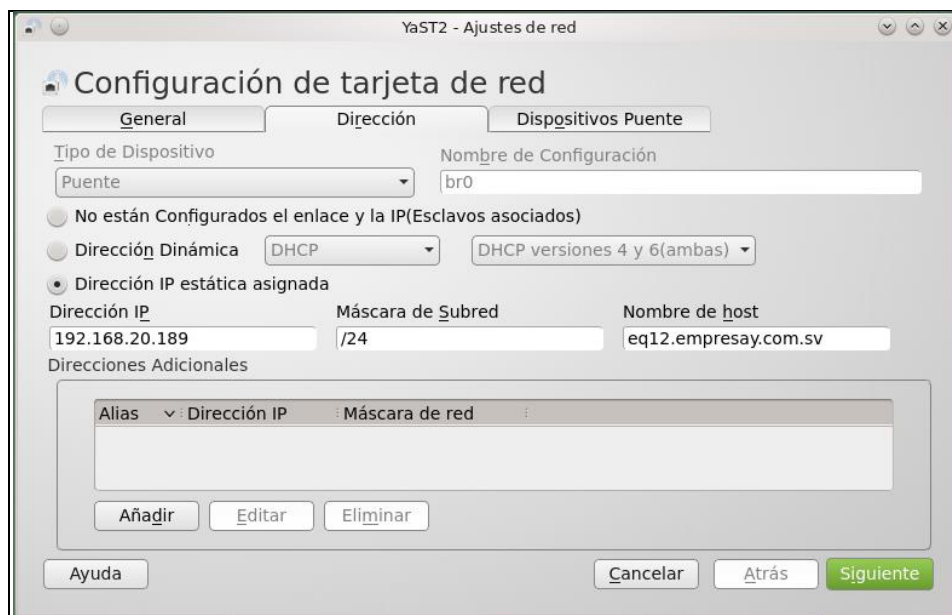 YaST2 - Ajustes de red
Configuración de tarjeta de red
General
Dirección
Dispositivos Puente
Tipo de Dispositivo
Nombre de Configuración
Puente
br0
No están Configurados el enlace y la IP(Esclavos asociados)
Dirección Dinámica
DHCP
DHCP versiones 4 y 6(ambas)
Dirección IP estática asignada
Dirección IP
Máscara de Subred
Nombre de host
192.168.20.189
/24
eq12.empresay.com.sv
Direcciones Adicionales
Alias
Dirección IP
Máscara de red
Añadir
Editar
Eliminar
Ayuda
Cancelar
Atrás
Siguiente